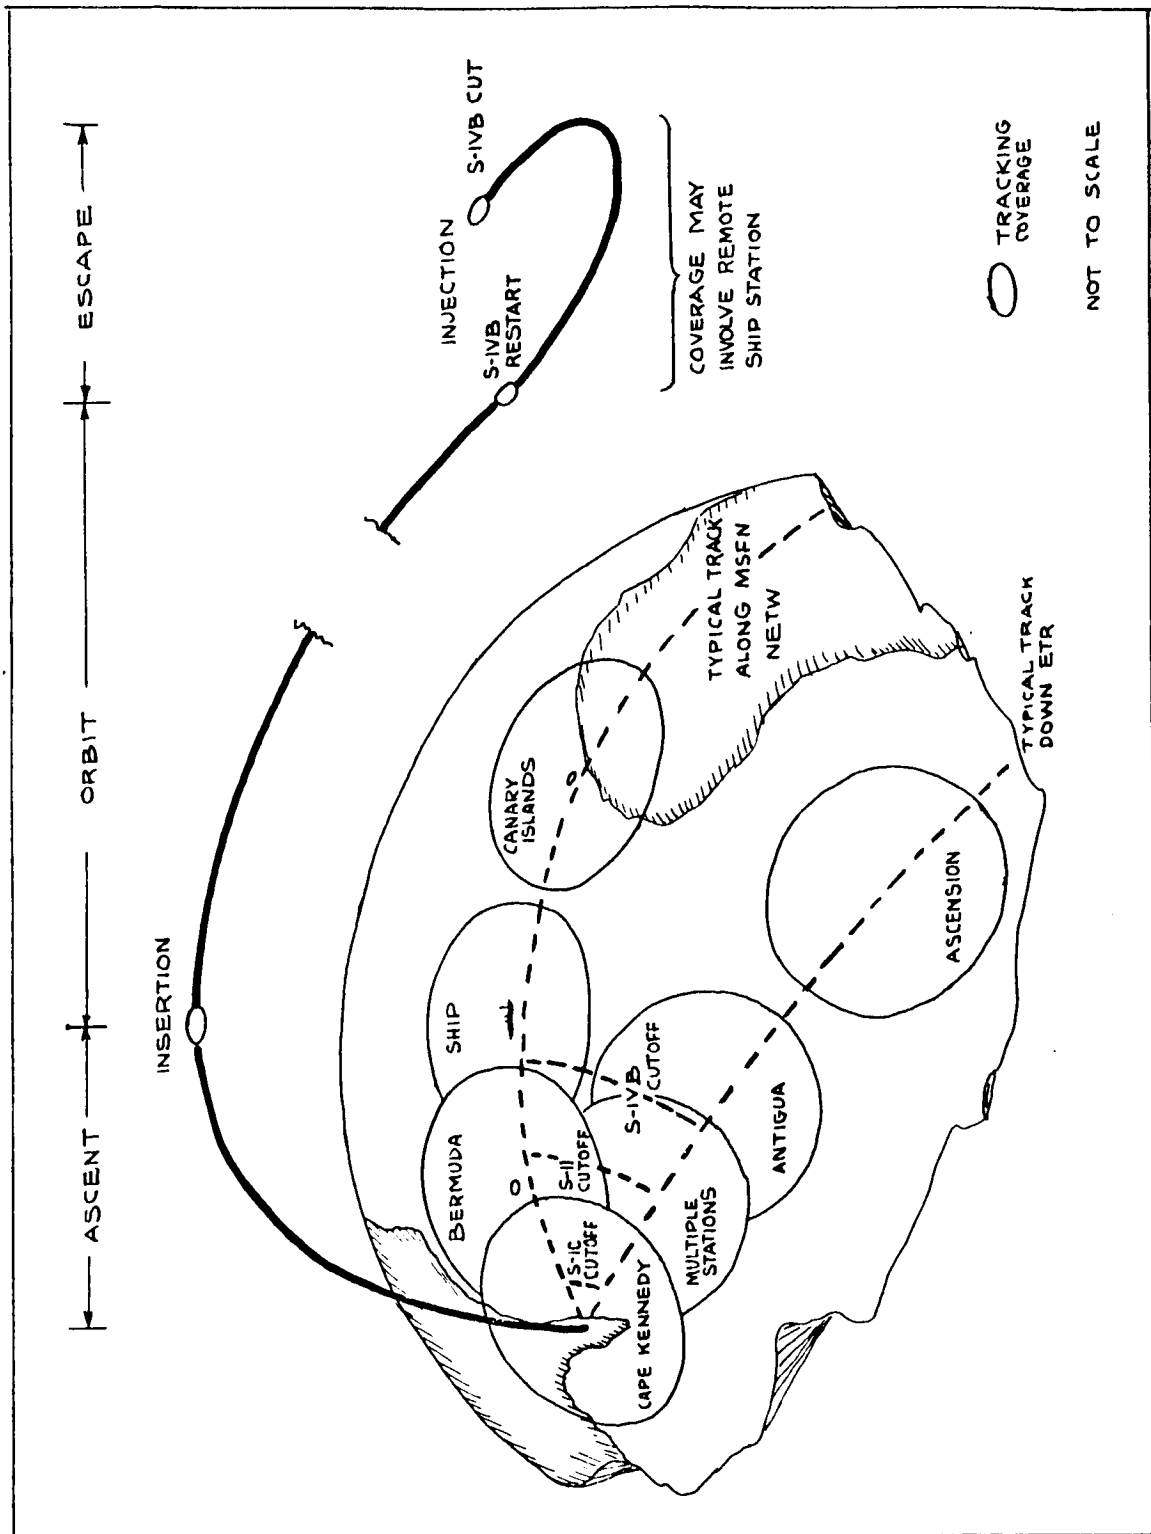 ASCENT
ORBIT
ESCAPE
INSERTION
INJECTION
S-IVB CUT
S-IVB
RESTART
COVERAGE MAY
INVOLVE REMOTE
SHIP STATION
BERMUDA
SHIP
CANARY
ISLANDS
S-IC
CUTOFF
S-II
CUTOFF
S-IVB
CUTOFF
CAPE KENNEDY
MULTIPLE
STATIONS
ANTIGUA
ASCENSION
TYPICAL TRACK
ALONG MSFN
NETW
TYPICAL TRACK
DOWN ETR
TRACKING
COVERAGE
NOT TO SCALE